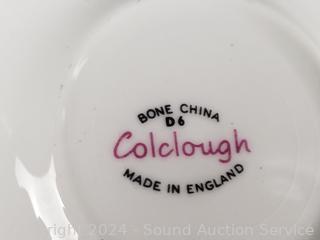 BONE CHINA
D6
Colclough
MADE IN ENGLAND
Copyright 2024 - Sound Auction Service